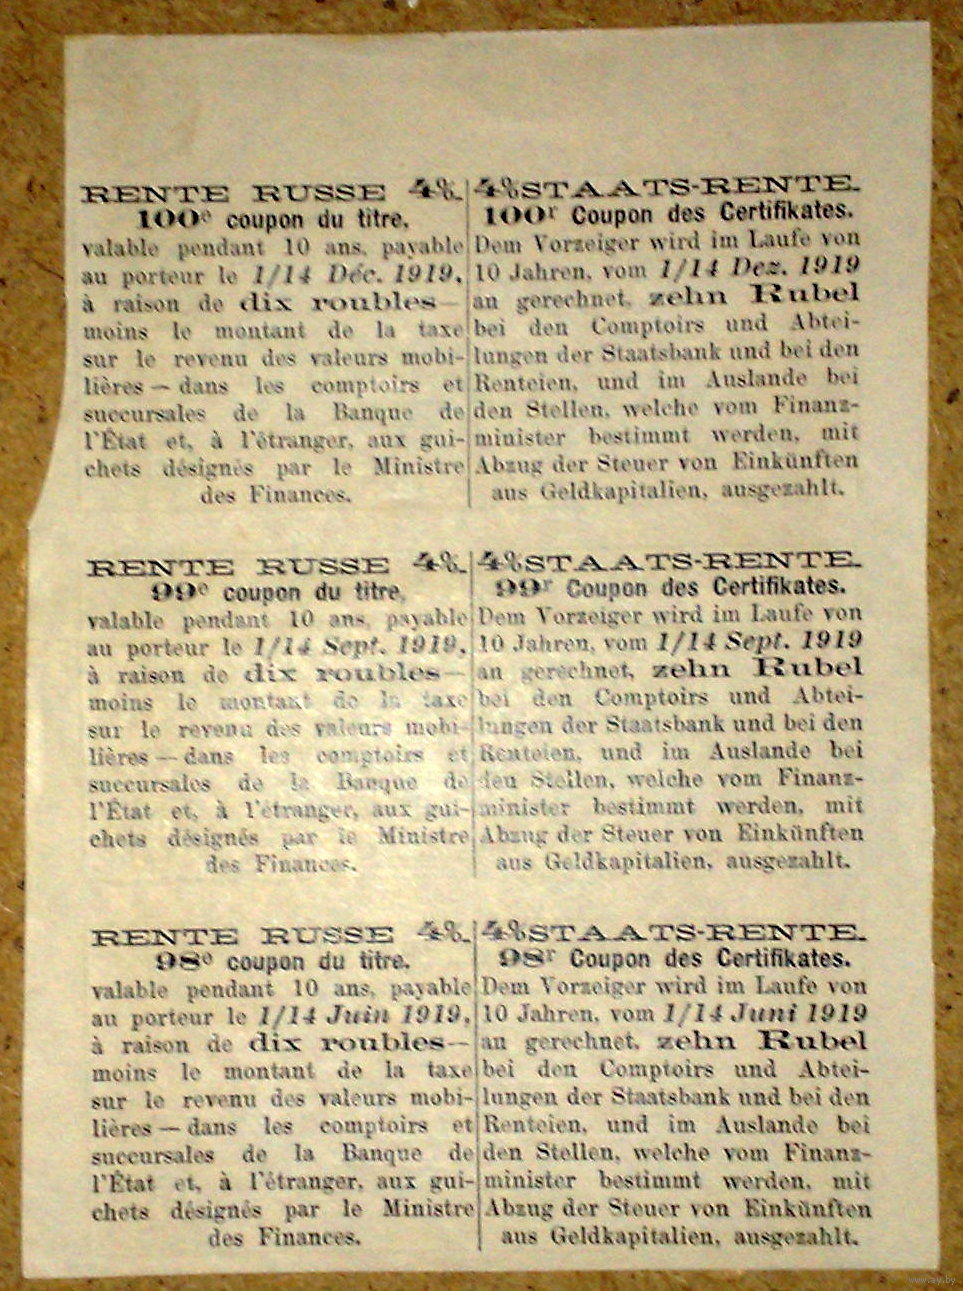 RENTE RUSSE 4%.
100e coupon du titre,
valable pendant 10 ans, payable
au porteur le 1/14 Déc. 1919,
à raison de dix roubles—
moins le montant de la taxe
sur le revenu des valeurs mobi-
lières — dans les comptoirs et
succursales de la Banque de
l'État et, à l'étranger, aux gui-
chets désignés par le Ministre
des Finances.
4% STAATS-RENTE.
100r Coupon des Certifikates.
Dem Vorzeiger wird im Laufe von
10 Jahren, vom 1/14 Dez. 1919
an gerechnet, zehn Rubel
bei den Comptoirs und Abtei-
lungen der Staatsbank und bei den
Renteien, und im Auslande bei
den Stellen, welche vom Finanz-
minister bestimmt werden, mit
Abzug der Steuer von Einkünften
aus Geldkapitalien, ausgezahlt.
RENTE RUSSE 4%.
99e coupon du titre,
valable pendant 10 ans, payable
au porteur le 1/14 Sept. 1919,
à raison de dix roubles—
moins le montant de la taxe
sur le revenu des valeurs mobi-
lières — dans les comptoirs et
succursales de la Banque de
l'État et, à l'étranger, aux gui-
chets désignés par le Ministre
des Finances.
4% STAATS-RENTE.
99r Coupon des Certifikates.
Dem Vorzeiger wird im Laufe von
10 Jahren, vom 1/14 Sept. 1919
an gerechnet, zehn Rubel
bei den Comptoirs und Abtei-
lungen der Staatsbank und bei den
Renteien, und im Auslande bei
den Stellen, welche vom Finanz-
minister bestimmt werden, mit
Abzug der Steuer von Einkünften
aus Geldkapitalien, ausgezahlt.
RENTE RUSSE 4%.
98e coupon du titre.
valable pendant 10 ans, payable
au porteur le 1/14 Juin 1919,
à raison de dix roubles—
moins le montant de la taxe
sur le revenu des valeurs mobi-
lières — dans les comptoirs et
succursales de la Banque de
l'État et, à l'étranger, aux gui-
chets désignés par le Ministre
des Finances.
4% STAATS-RENTE.
98r Coupon des Certifikates.
Dem Vorzeiger wird im Laufe von
10 Jahren, vom 1/14 Juni 1919
an gerechnet, zehn Rubel
bei den Comptoirs und Abtei-
lungen der Staatsbank und bei den
Renteien, und im Auslande bei
den Stellen, welche vom Finanz-
minister bestimmt werden, mit
Abzug der Steuer von Einkünften
aus Geldkapitalien, ausgezahlt.
www.ay.by